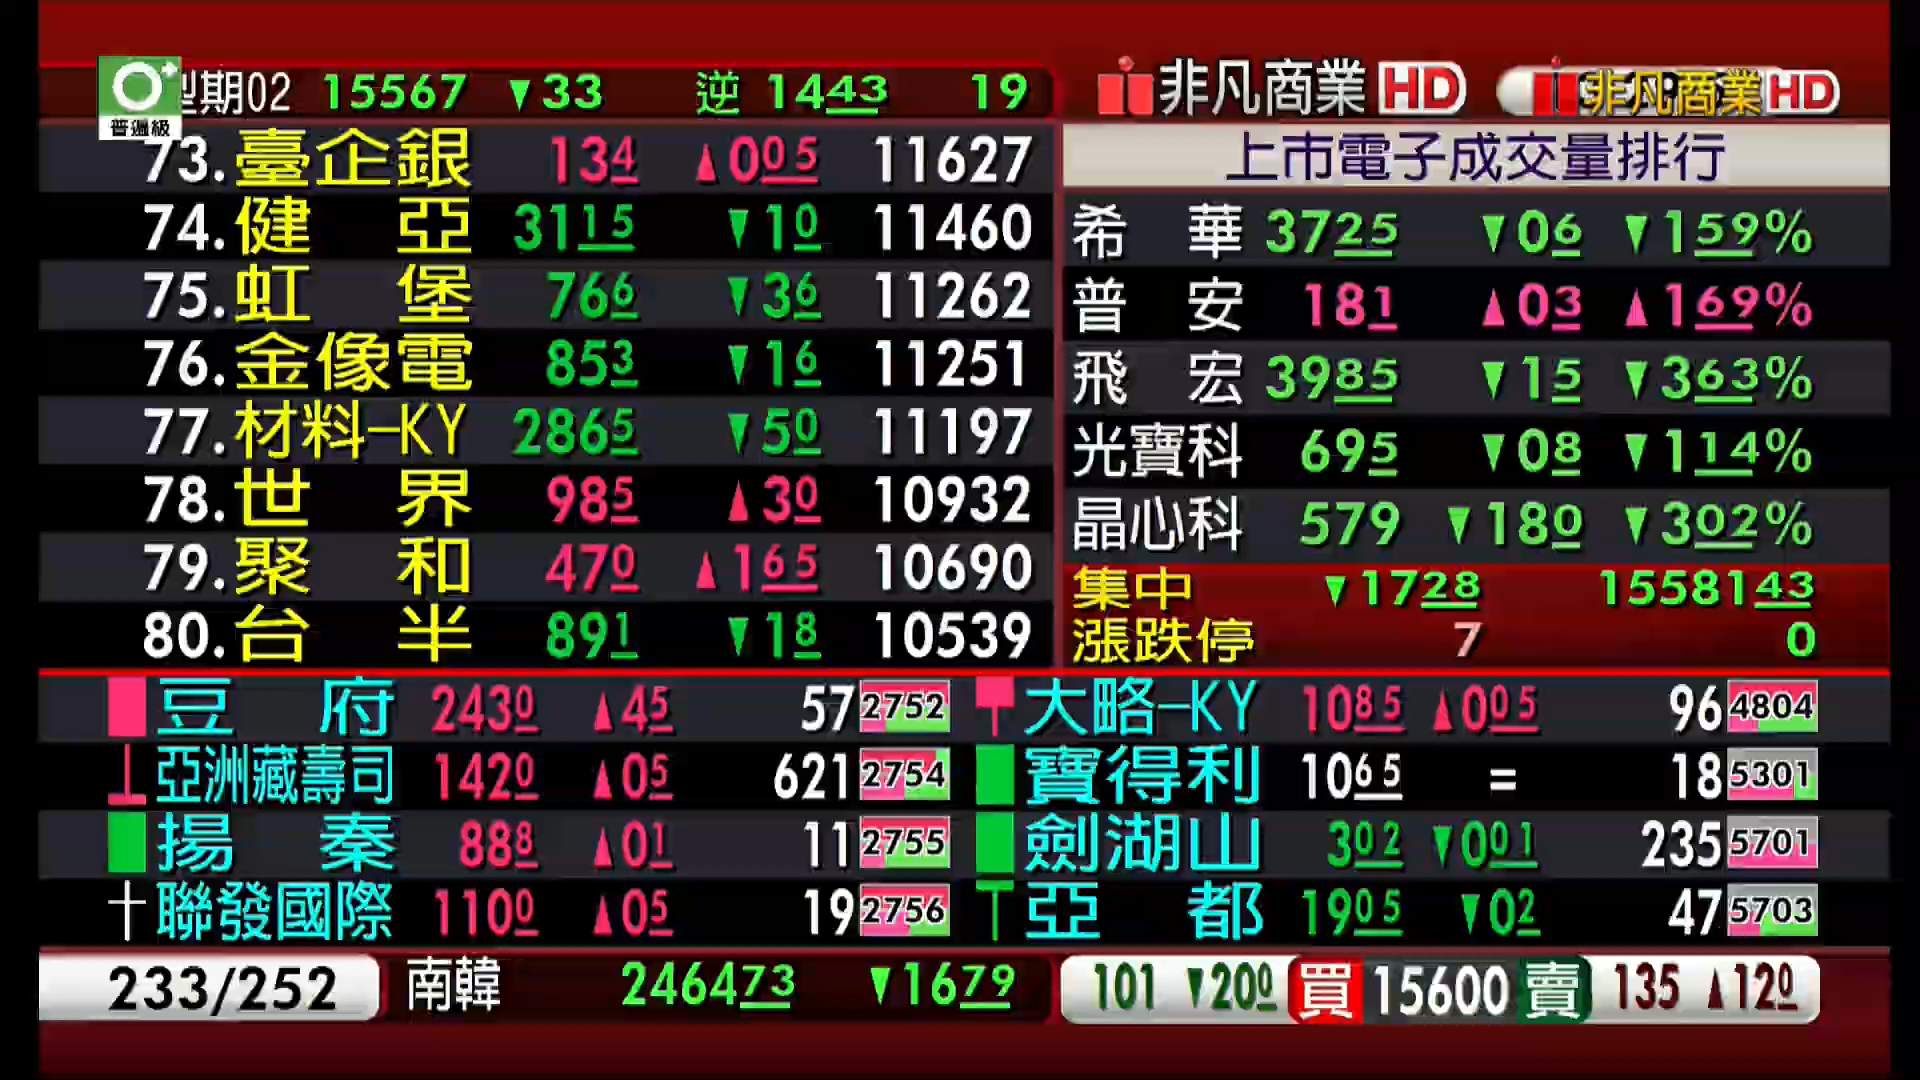 型期02 15567 ▼33 逆 1443 19
普遍級
非凡商業HD 非凡商業HD
73.臺企銀 134 ▲005 11627
74.健亞 3115 ▼10 11460
75.虹堡 766 ▼36 11262
76.金像電 853 ▼16 11251
77.材料-KY 2865 ▼50 11197
78.世界 985 ▲30 10932
79.聚和 470 ▲165 10690
80.台半 891 ▼18 10539
上市電子成交量排行
希華 3725 ▼06 ▼159%
普安 181 ▲03 ▲169%
飛宏 3985 ▼15 ▼363%
光寶科 695 ▼08 ▼114%
晶心科 579 ▼180 ▼302%
集中 ▼1728 1558143
漲跌停 7 0
豆府 2430 ▲45 57 2752
亞洲藏壽司 1420 ▲05 621 2754
揚秦 888 ▲01 11 2755
聯發國際 1100 ▲05 19 2756
大略-KY 1085 ▲005 96 4804
寶得利 1065 = 18 5301
劍湖山 302 ▼001 235 5701
亞都 1905 ▼02 47 5703
233/252 南韓 246473 ▼1679
101 ▼200 買 15600 賣 135 ▲120